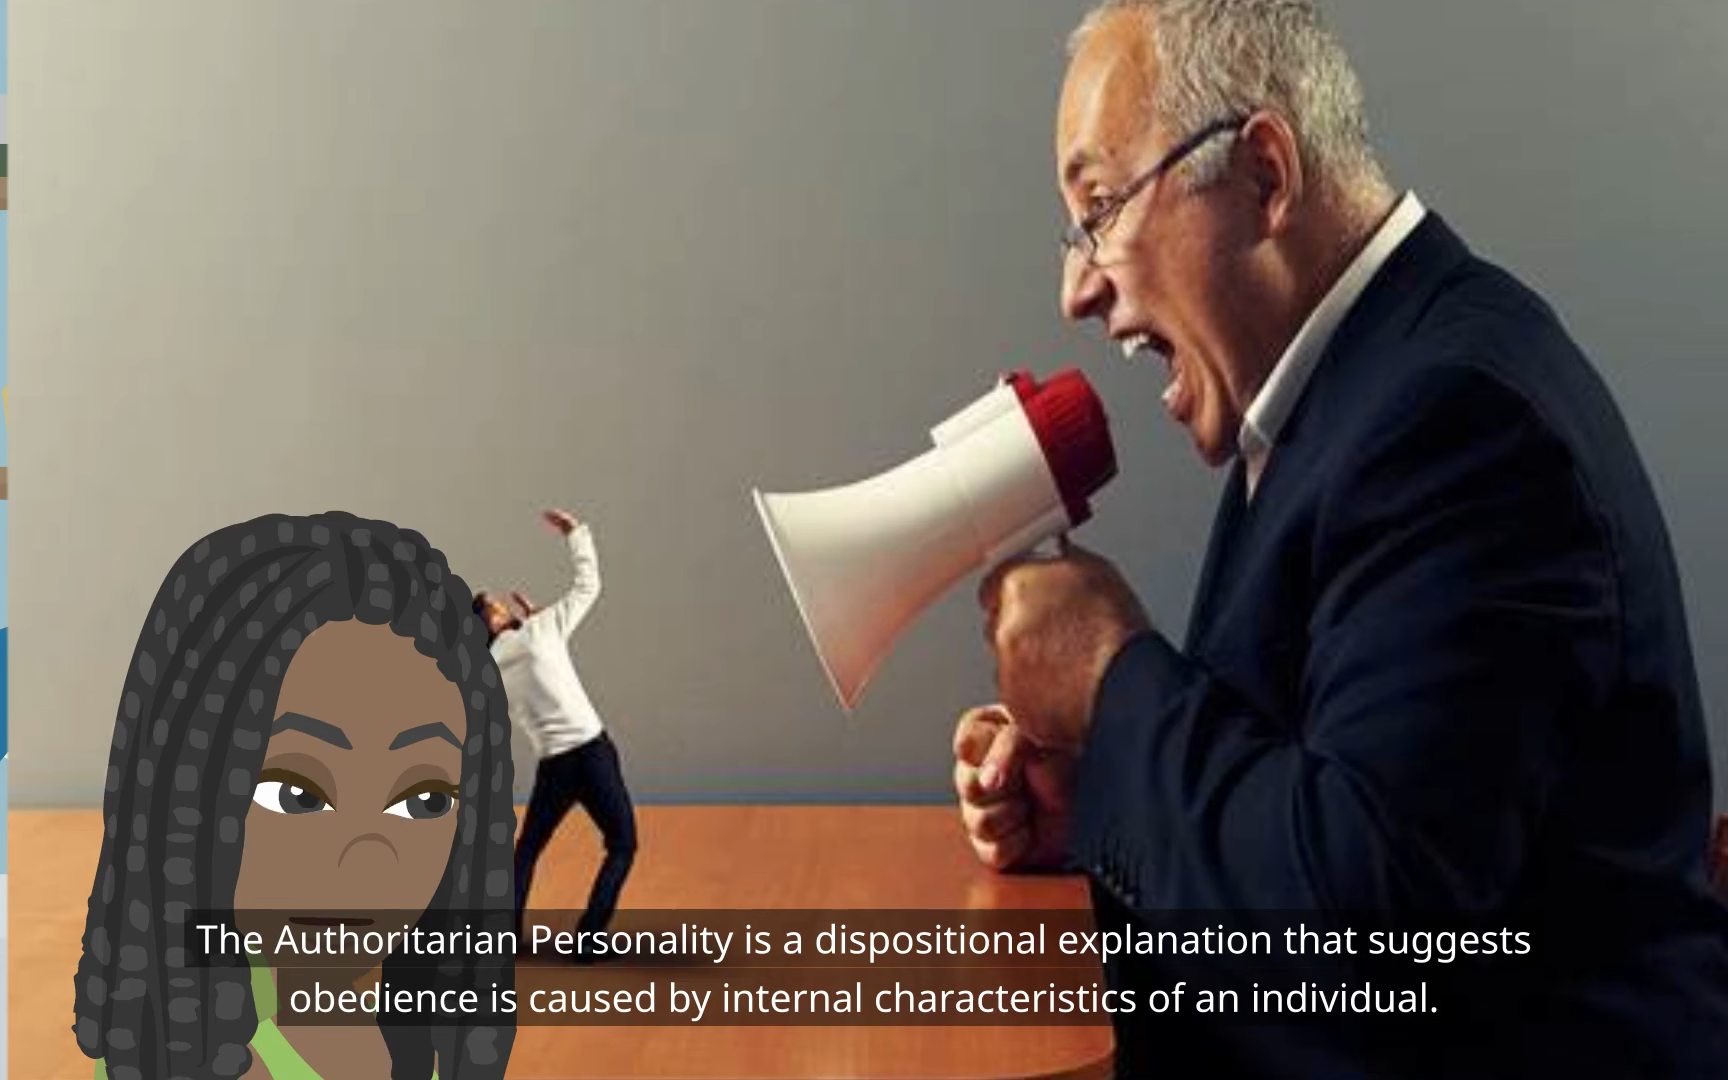 The Authoritarian Personality is a dispositional explanation that suggests
obedience is caused by internal characteristics of an individual.